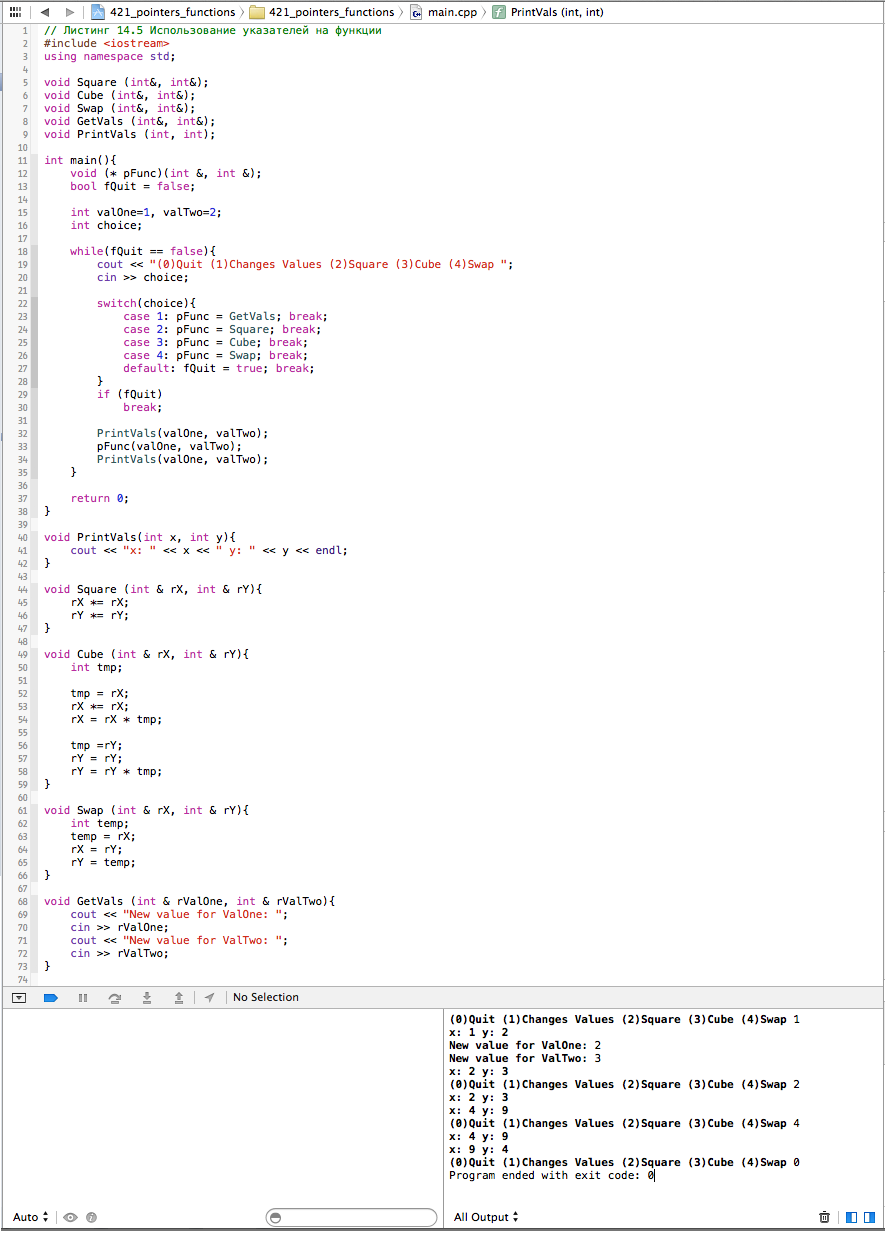 421_pointers_functions 421_pointers_functions main.cpp PrintVals (int, int)
1 // Листинг 14.5 Использование указателей на функции
2 #include <iostream>
3 using namespace std;
4
5 void Square (int&, int&);
6 void Cube (int&, int&);
7 void Swap (int&, int&);
8 void GetVals (int&, int&);
9 void PrintVals (int, int);
10
11 int main(){
12 void (* pFunc)(int &, int &);
13 bool fQuit = false;
14
15 int valOne=1, valTwo=2;
16 int choice;
17
18 while(fQuit == false){
19 cout << "(0)Quit (1)Changes Values (2)Square (3)Cube (4)Swap ";
20 cin >> choice;
21
22 switch(choice){
23 case 1: pFunc = GetVals; break;
24 case 2: pFunc = Square; break;
25 case 3: pFunc = Cube; break;
26 case 4: pFunc = Swap; break;
27 default: fQuit = true; break;
28 }
29 if (fQuit)
30 break;
31
32 PrintVals(valOne, valTwo);
33 pFunc(valOne, valTwo);
34 PrintVals(valOne, valTwo);
35 }
36
37 return 0;
38 }
39
40 void PrintVals(int x, int y){
41 cout << "x: " << x << " y: " << y << endl;
42 }
43
44 void Square (int & rX, int & rY){
45 rX *= rX;
46 rY *= rY;
47 }
48
49 void Cube (int & rX, int & rY){
50 int tmp;
51
52 tmp = rX;
53 rX *= rX;
54 rX = rX * tmp;
55
56 tmp =rY;
57 rY = rY;
58 rY = rY * tmp;
59 }
60
61 void Swap (int & rX, int & rY){
62 int temp;
63 temp = rX;
64 rX = rY;
65 rY = temp;
66 }
67
68 void GetVals (int & rValOne, int & rValTwo){
69 cout << "New value for ValOne: ";
70 cin >> rValOne;
71 cout << "New value for ValTwo: ";
72 cin >> rValTwo;
73 }
74
No Selection
(0)Quit (1)Changes Values (2)Square (3)Cube (4)Swap 1
x: 1 y: 2
New value for ValOne: 2
New value for ValTwo: 3
x: 2 y: 3
(0)Quit (1)Changes Values (2)Square (3)Cube (4)Swap 2
x: 2 y: 3
x: 4 y: 9
(0)Quit (1)Changes Values (2)Square (3)Cube (4)Swap 4
x: 4 y: 9
x: 9 y: 4
(0)Quit (1)Changes Values (2)Square (3)Cube (4)Swap 0
Program ended with exit code: 0
Auto
All Output